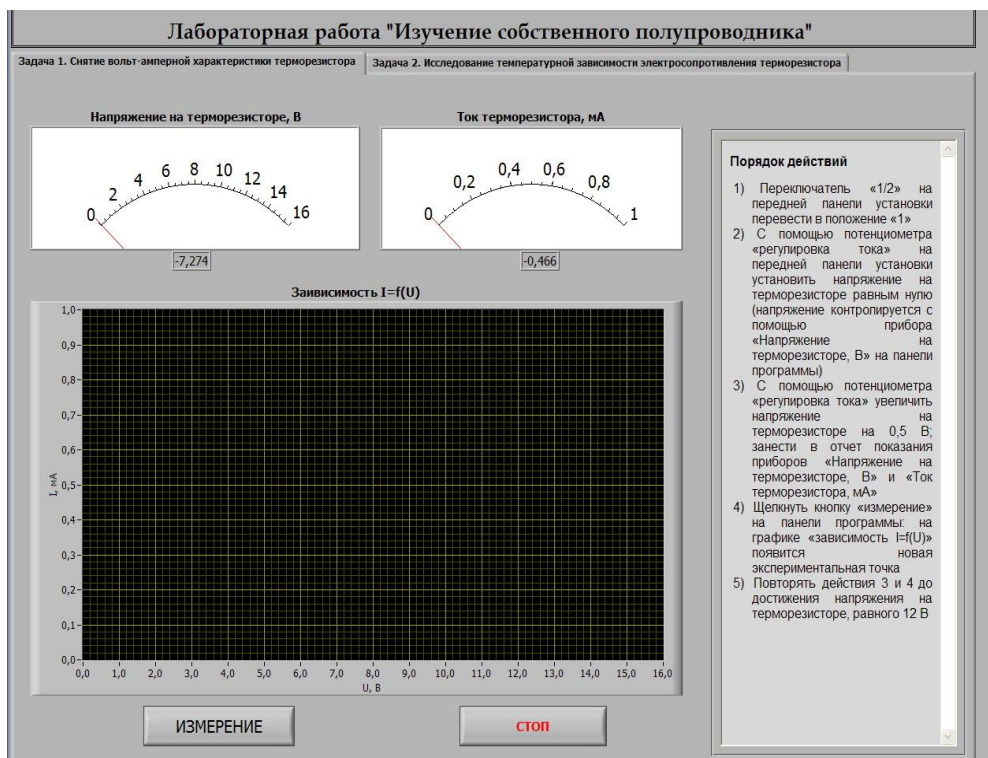 Лабораторная работа "Изучение собственного полупроводника"
Задача 1. Снятие вольт-амперной характеристики терморезистора
Задача 2. Исследование температурной зависимости электросопротивления терморезистора
Напряжение на терморезисторе, В
0 2 4 6 8 10 12 14 16
-7,274
Ток терморезистора, мА
0 0,2 0,4 0,6 0,8 1
-0,466
Заивисимость I=f(U)
1,0
0,9
0,8
0,7
0,6
0,5
0,4
0,3
0,2
0,1
0,0
I, мА
0,0 1,0 2,0 3,0 4,0 5,0 6,0 7,0 8,0 9,0 10,0 11,0 12,0 13,0 14,0 15,0 16,0
U, В
ИЗМЕРЕНИЕ
СТОП
Порядок действий
1) Переключатель «1/2» на
передней панели установки
перевести в положение «1»
2) С помощью потенциометра
«регулировка тока» на
передней панели установки
установить напряжение на
терморезисторе равным нулю
(напряжение контролируется с
помощью прибора
«Напряжение на
терморезисторе, В» на панели
программы)
3) С помощью потенциометра
«регулировка тока» увеличить
напряжение на
терморезисторе на 0,5 В;
занести в отчет показания
приборов «Напряжение на
терморезисторе, В» и «Ток
терморезистора, мА»
4) Щелкнуть кнопку «измерение»
на панели программы: на
графике «зависимость I=f(U)»
появится новая
экспериментальная точка
5) Повторять действия 3 и 4 до
достижения напряжения на
терморезисторе, равного 12 В